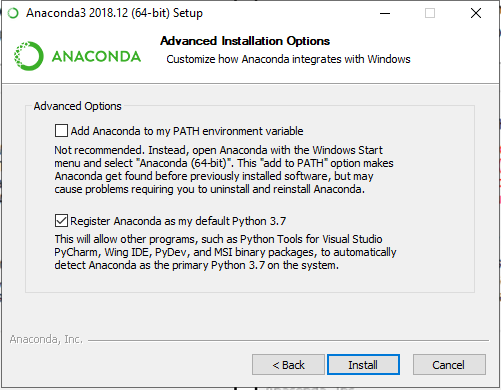 Anaconda3 2018.12 (64-bit) Setup
Advanced Installation Options
Customize how Anaconda integrates with Windows
ANACONDA
Advanced Options
Add Anaconda to my PATH environment variable
Not recommended. Instead, open Anaconda with the Windows Start
menu and select "Anaconda (64-bit)". This "add to PATH" option makes
Anaconda get found before previously installed software, but may
cause problems requiring you to uninstall and reinstall Anaconda.
Register Anaconda as my default Python 3.7
This will allow other programs, such as Python Tools for Visual Studio
PyCharm, Wing IDE, PyDev, and MSI binary packages, to automatically
detect Anaconda as the primary Python 3.7 on the system.
Anaconda, Inc.
< Back
Install
Cancel